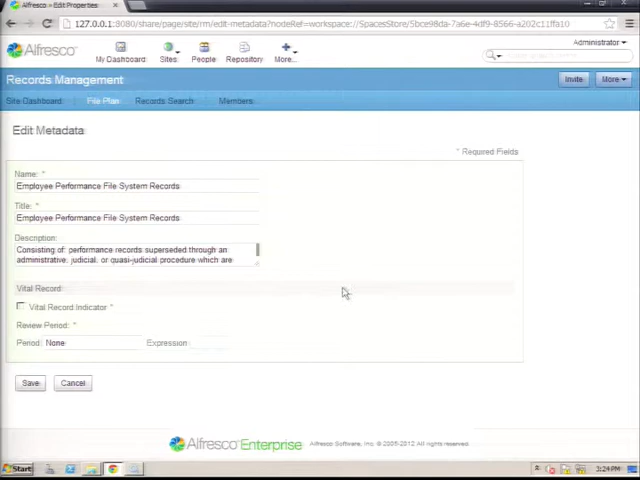 Alfresco » Edit Properties
127.0.0.1:8080/share/page/site/rm/edit-metadata?nodeRef=workspace://SpacesStore/5bce98da-7a6e-4df9-8566-a202c11ffa10
Alfresco
My Dashboard
Sites
People
Repository
More...
Administrator
Records Management
Invite
More
Site Dashboard
File Plan
Records Search
Members
Edit Metadata
* Required Fields
Name: *
Employee Performance File System Records
Title: *
Employee Performance File System Records
Description:
Consisting of: performance records superseded through an
administrative, judicial, or quasi-judicial procedure which are
Vital Record:
Vital Record Indicator *
Review Period: *
Period: None
Expression
Save
Cancel
Alfresco Enterprise
Alfresco Software, Inc. © 2005-2012 All rights reserved.
Start
3:24 PM